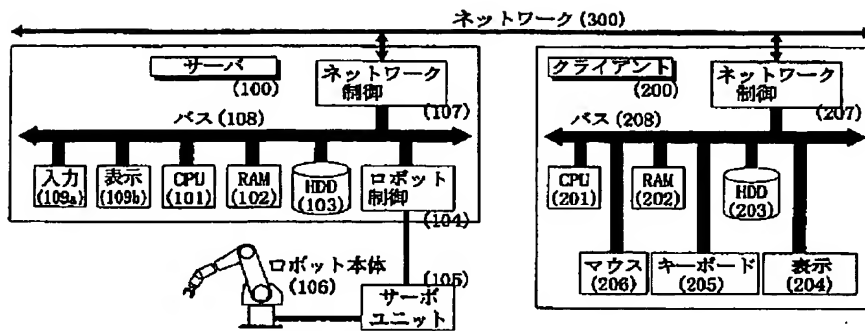 ネットワーク(300)
サーバ
(100)
ネットワーク
制御
(107)
バス(108)
入力
(109a)
表示
(109b)
CPU
(101)
RAM
(102)
HDD
(103)
ロボット
制御
(104)
ロボット本体
(106)
(105)
サーボ
ユニット
クライアント
(200)
ネットワーク
制御
(207)
バス(208)
CPU
(201)
RAM
(202)
HDD
(203)
マウス
(206)
キーボード
(205)
表示
(204)